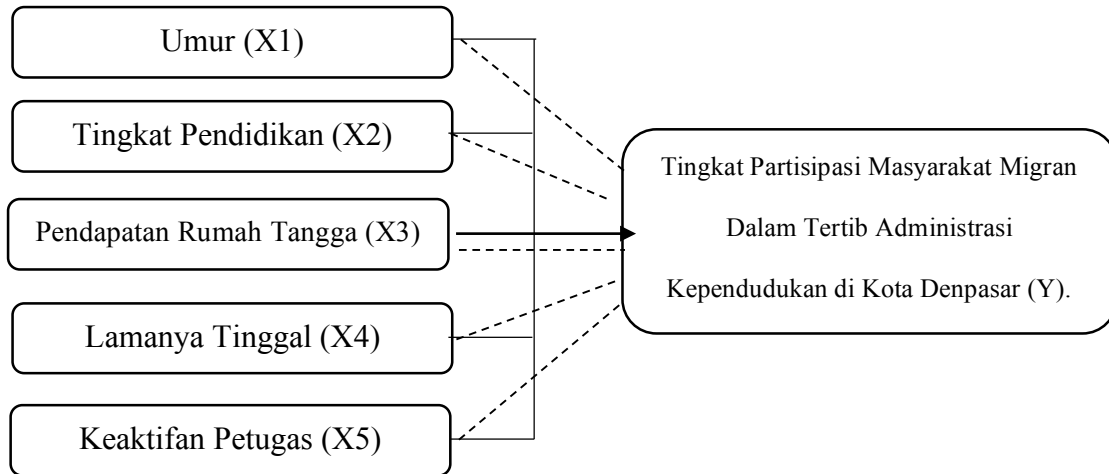 Umur (X1)
Tingkat Pendidikan (X2)
Pendapatan Rumah Tangga (X3)
Lamanya Tinggal (X4)
Keaktifan Petugas (X5)
Tingkat Partisipasi Masyarakat Migran
Dalam Tertib Administrasi
Kependudukan di Kota Denpasar (Y).